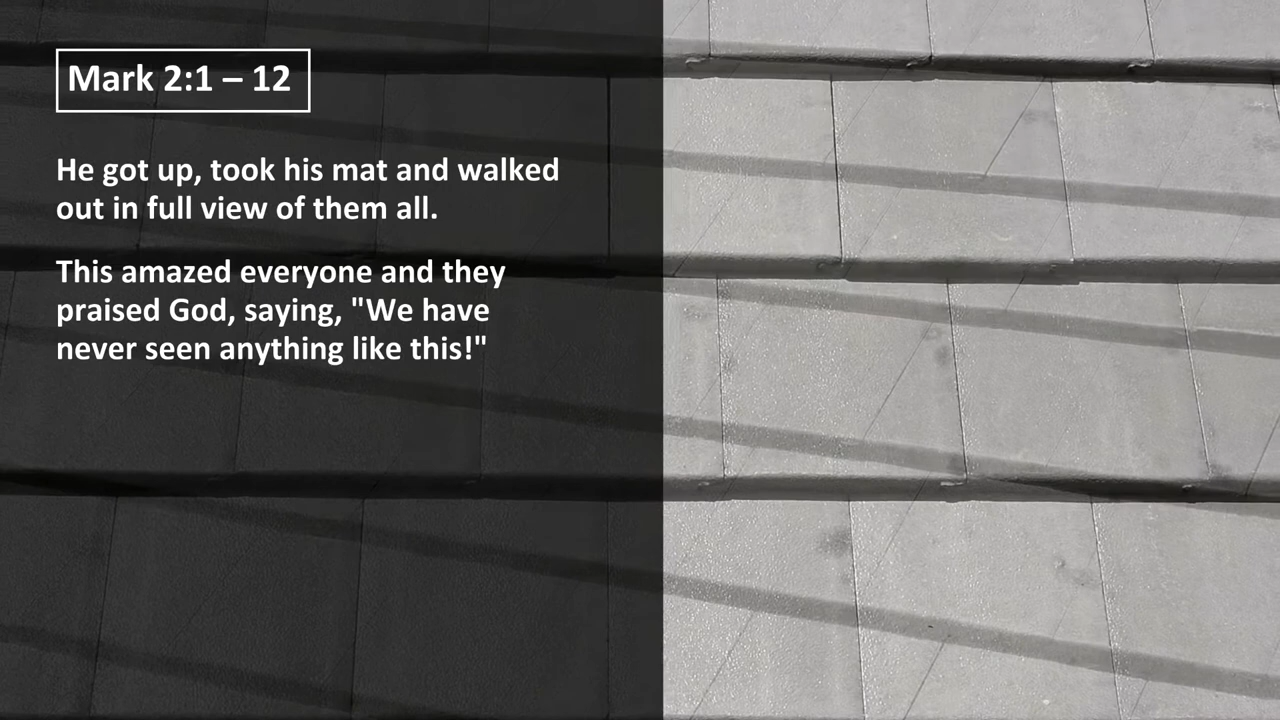 Mark 2:1 – 12
He got up, took his mat and walked
out in full view of them all.
This amazed everyone and they
praised God, saying, "We have
never seen anything like this!"